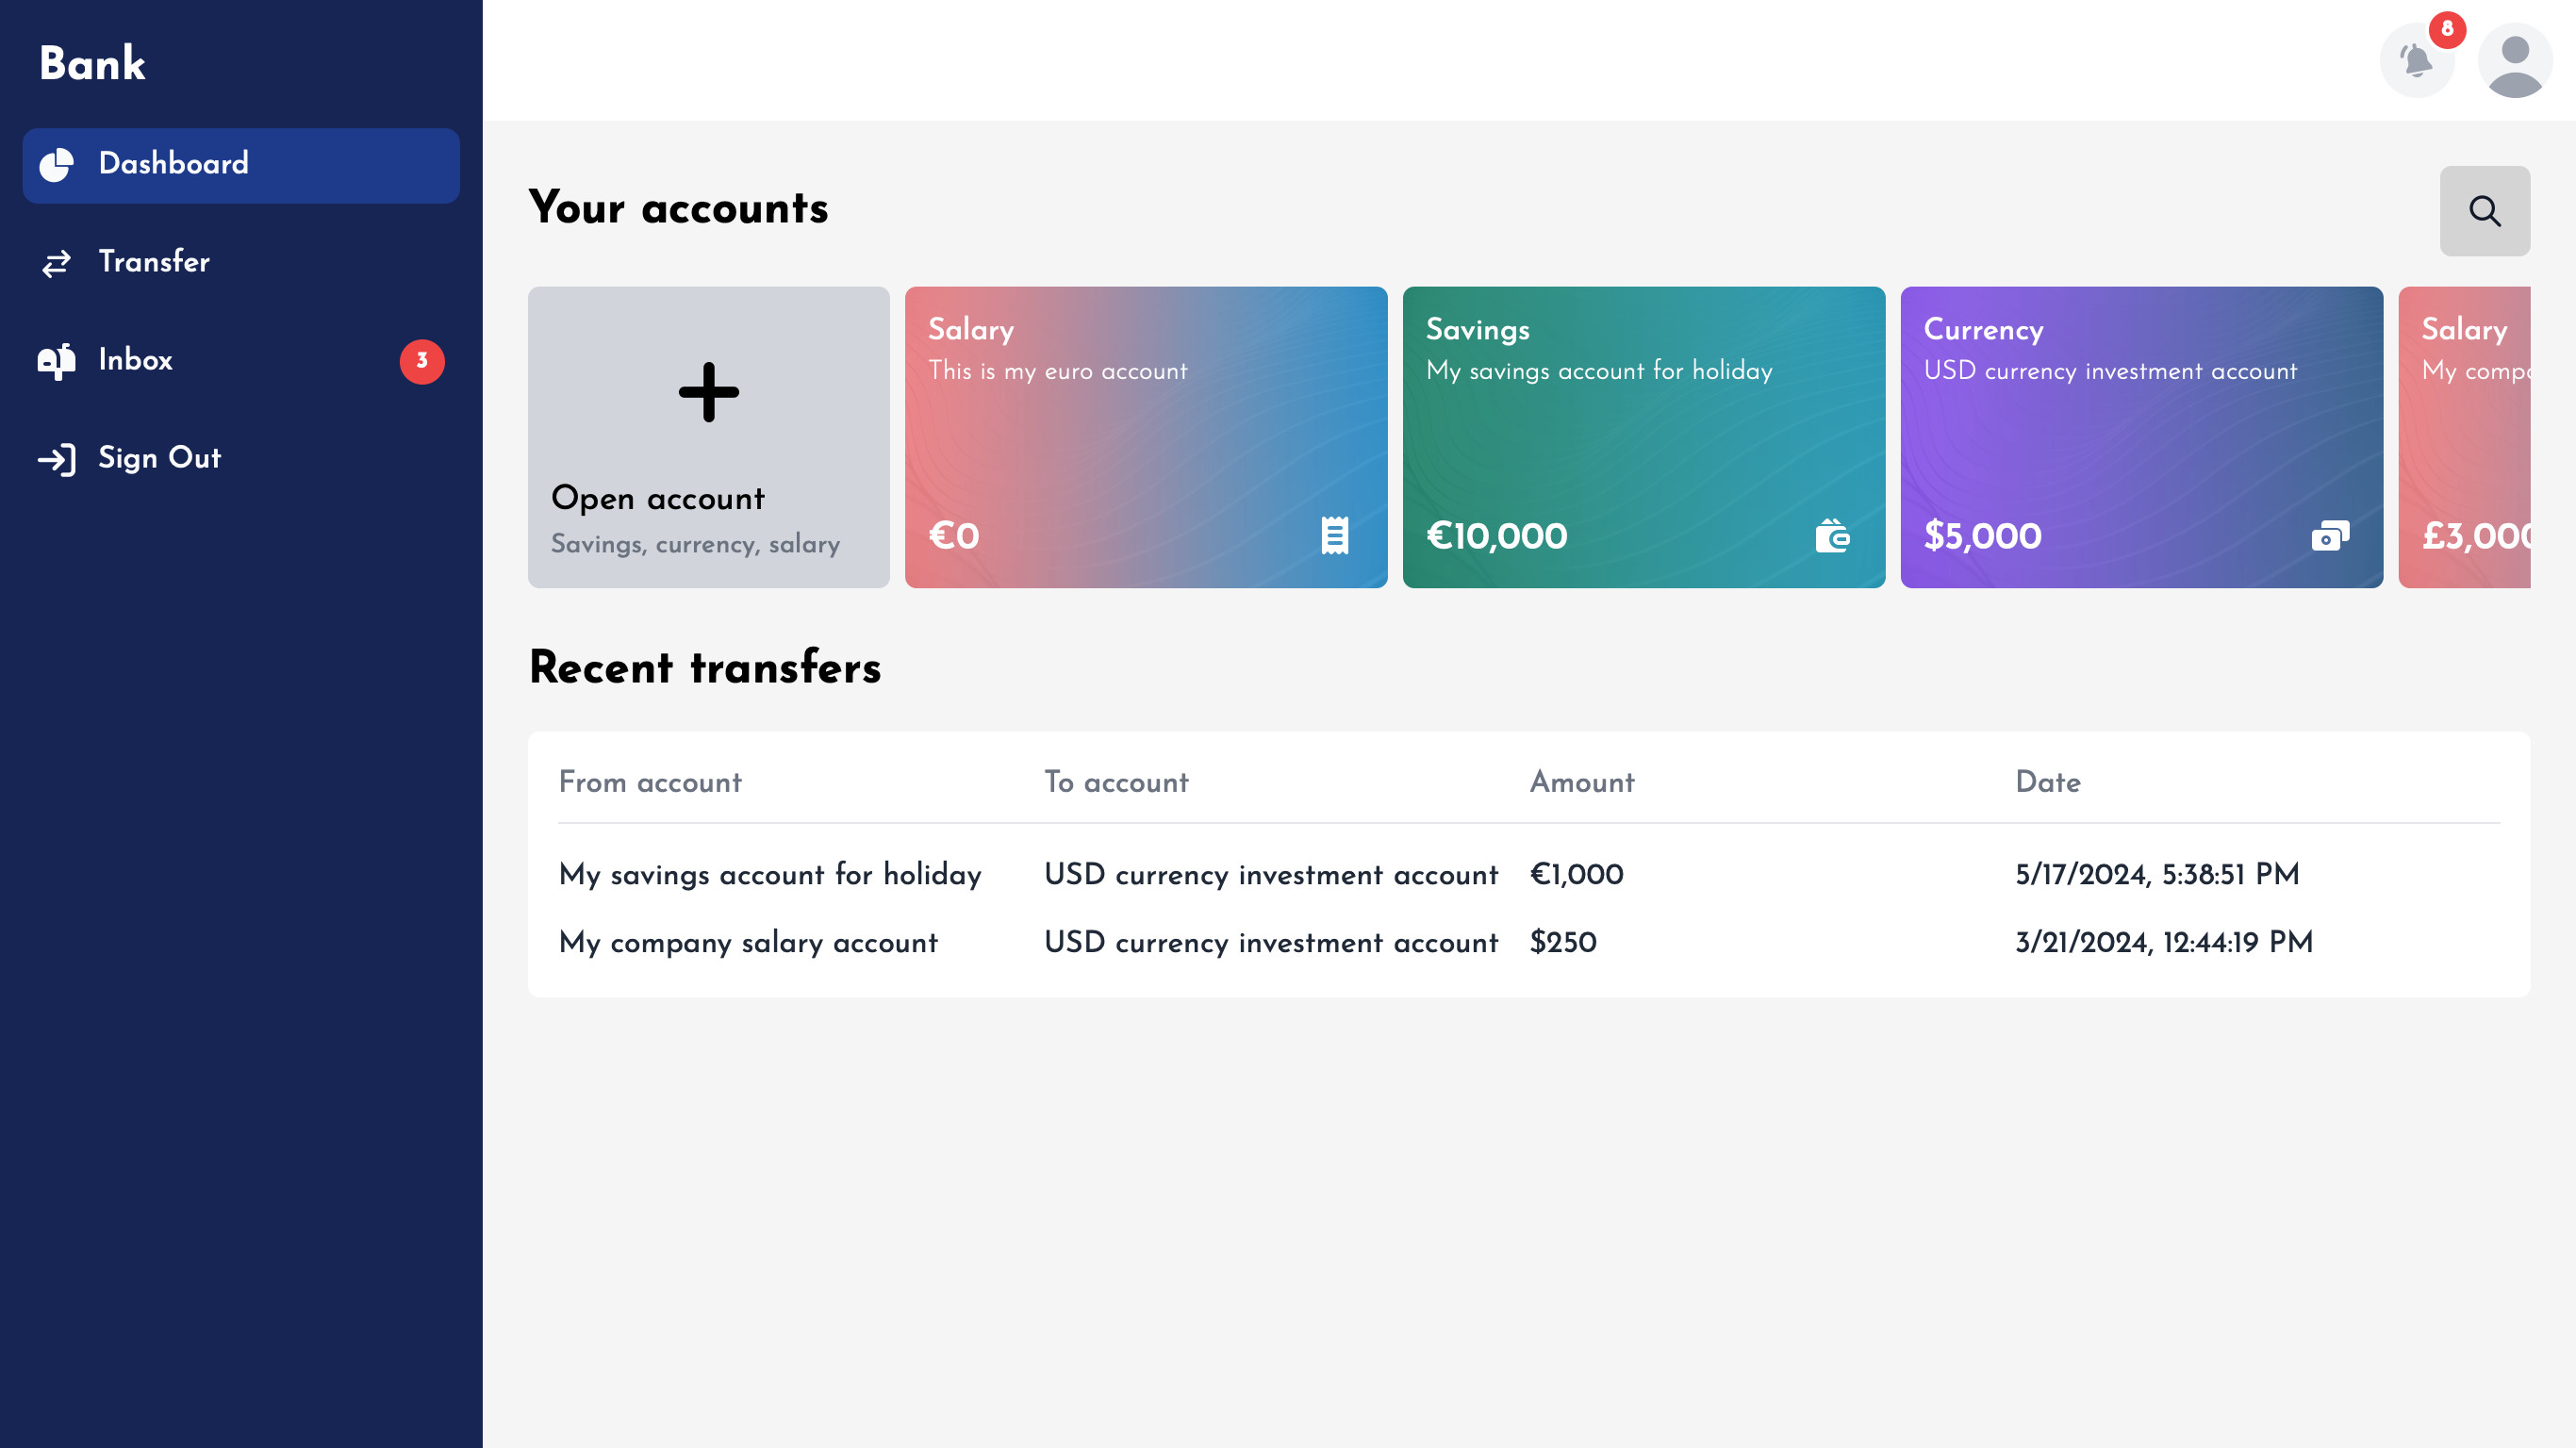 Bank
Dashboard
Transfer
Inbox
3
Sign Out
8
Your accounts
Open account
Savings, currency, salary
Salary
This is my euro account
€0
Savings
My savings account for holiday
€10,000
Currency
USD currency investment account
$5,000
Salary
My
£3,000
Recent transfers
From account To account Amount Date
My savings account for holiday USD currency investment account €1,000 5/17/2024, 5:38:51 PM
My company salary account USD currency investment account $250 3/21/2024, 12:44:19 PM